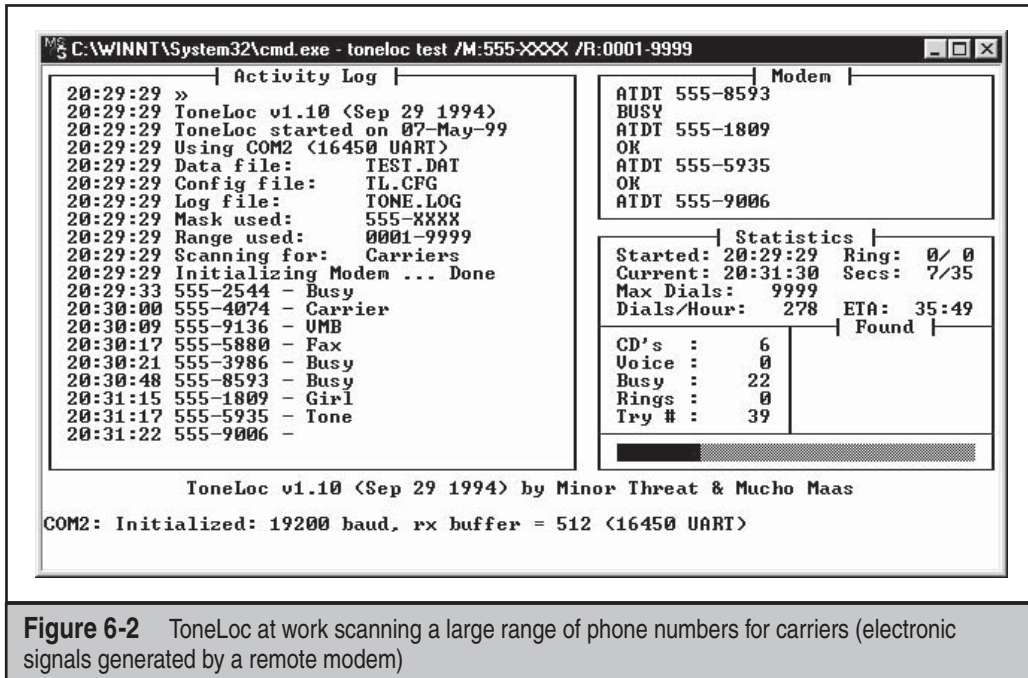 C:\WINNT\System32\cmd.exe - toneloc test /M:555-XXXX /R:0001-9999
Activity Log
20:29:29 »
20:29:29 ToneLoc v1.10 (Sep 29 1994)
20:29:29 ToneLoc started on 07-May-99
20:29:29 Using COM2 (16450 UART)
20:29:29 Data file: TEST.DAT
20:29:29 Config file: TL.CFG
20:29:29 Log file: TONE.LOG
20:29:29 Mask used: 555-XXXX
20:29:29 Range used: 0001-9999
20:29:29 Scanning for: Carriers
20:29:29 Initializing Modem ... Done
20:29:33 555-2544 - Busy
20:30:00 555-4074 - Carrier
20:30:09 555-9136 - VMB
20:30:17 555-5880 - Fax
20:30:21 555-3986 - Busy
20:30:48 555-8593 - Busy
20:31:15 555-1809 - Girl
20:31:17 555-5935 - Tone
20:31:22 555-9006 -
Modem
ATDT 555-8593
BUSY
ATDT 555-1809
OK
ATDT 555-5935
OK
ATDT 555-9006
Statistics
Started: 20:29:29 Ring: 0/ 0
Current: 20:31:30 Secs: 7/35
Max Dials: 9999
Dials/Hour: 278 ETA: 35:49
Found
CD's : 6
Voice : 0
Busy : 22
Rings : 0
Try # : 39
ToneLoc v1.10 (Sep 29 1994) by Minor Threat & Mucho Maas
COM2: Initialized: 19200 baud, rx buffer = 512 (16450 UART)
Figure 6-2 ToneLoc at work scanning a large range of phone numbers for carriers (electronic
signals generated by a remote modem)